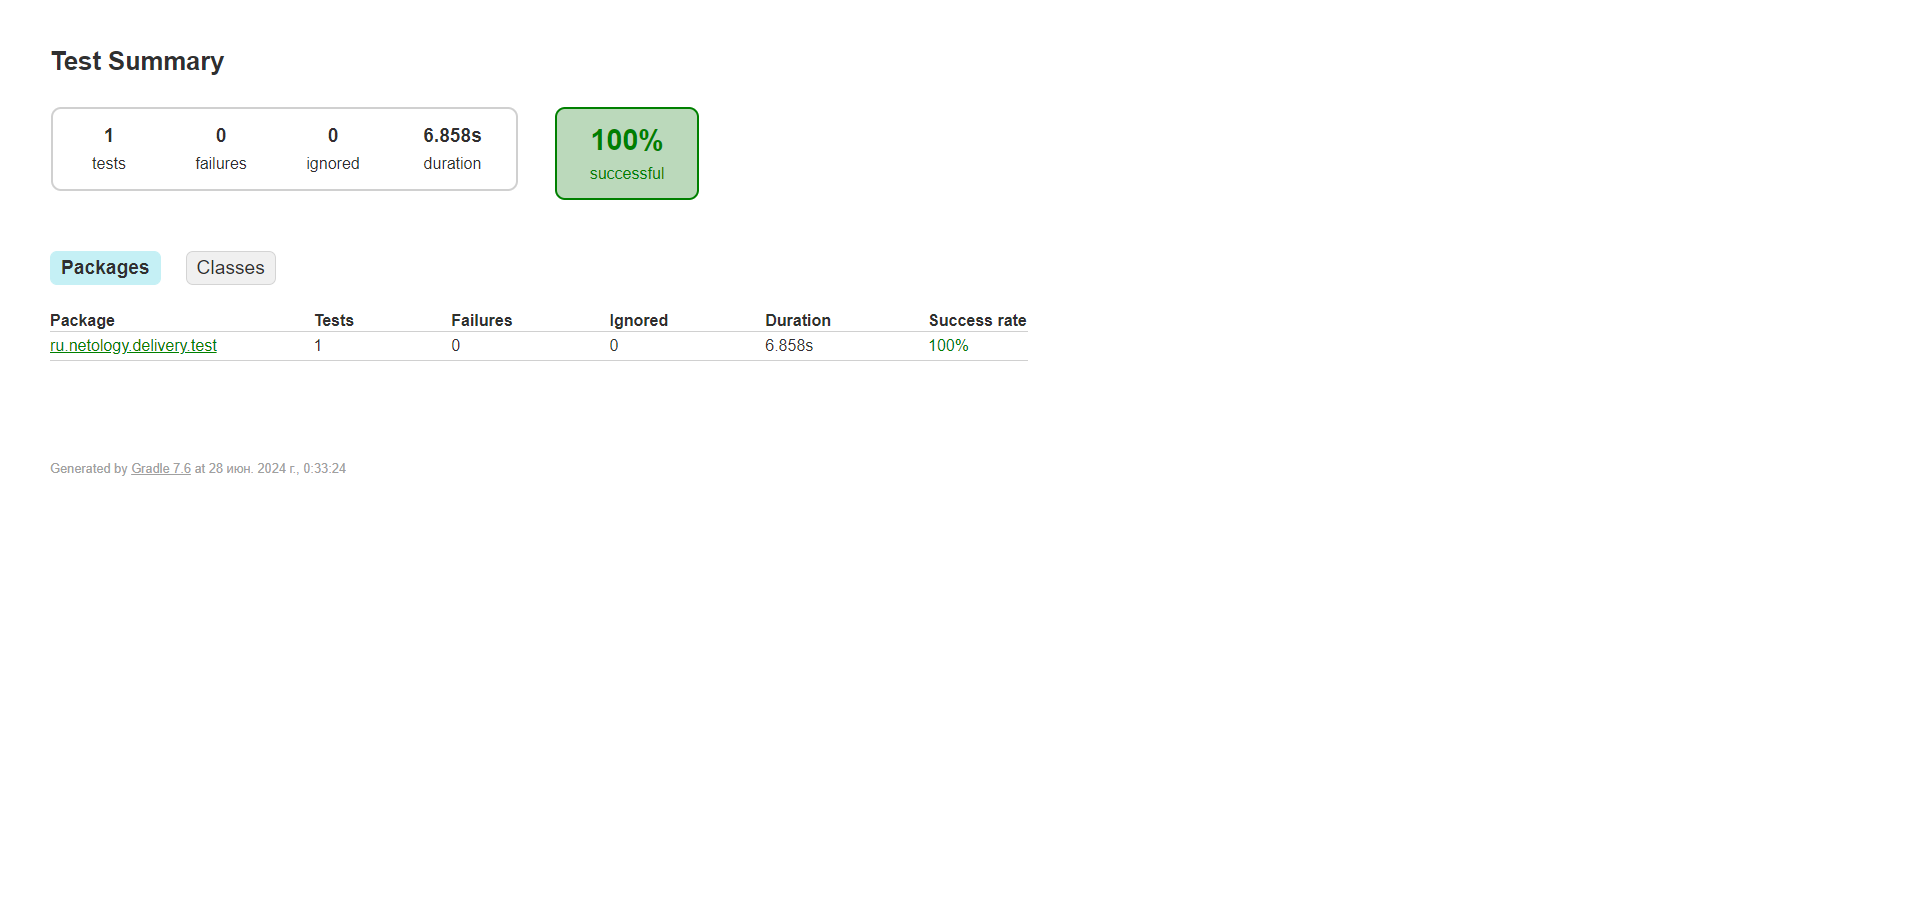 Test Summary
1 0 0 6.858s
tests failures ignored duration
100%
successful
Packages Classes
Package Tests Failures Ignored Duration Success rate
ru.netology.delivery.test 1 0 0 6.858s 100%
Generated by Gradle 7.6 at 28 июн. 2024 г., 0:33:24